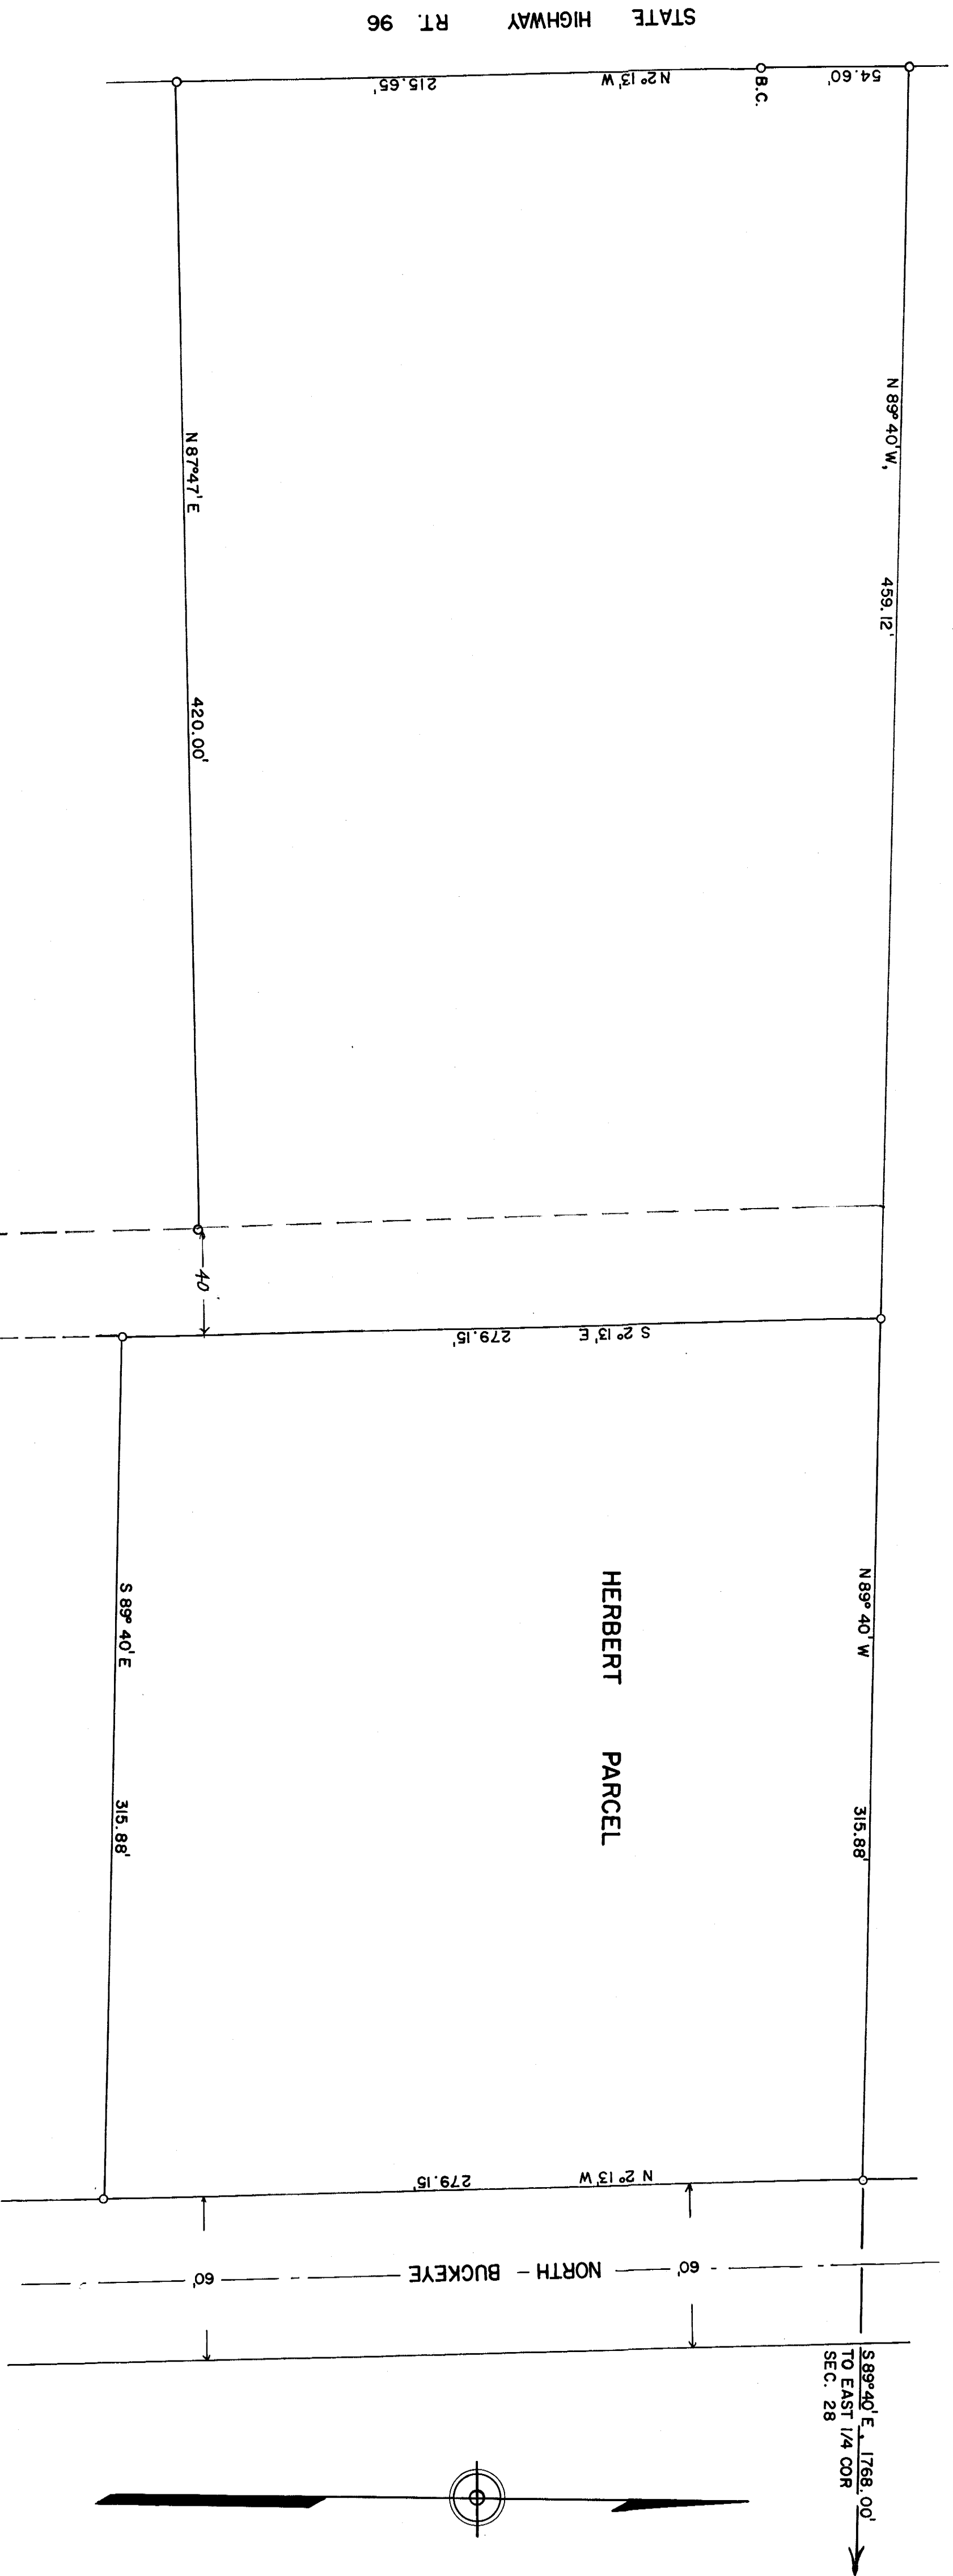 STATE HIGHWAY RT. 96
54.60'
B.C.
N 2° 13' W
215.65'
N 89° 40' W, 459.12'
N 87° 47' E 420.00'
40
S 2° 13' E 279.15'
HERBERT PARCEL
N 89° 40' W 315.88'
S 89° 40' E 315.88'
N 2° 13' W 279.15'
60' NORTH - BUCKEYE 60'
S 89° 40' E, 1768.00'
TO EAST 1/4 COR
SEC. 28